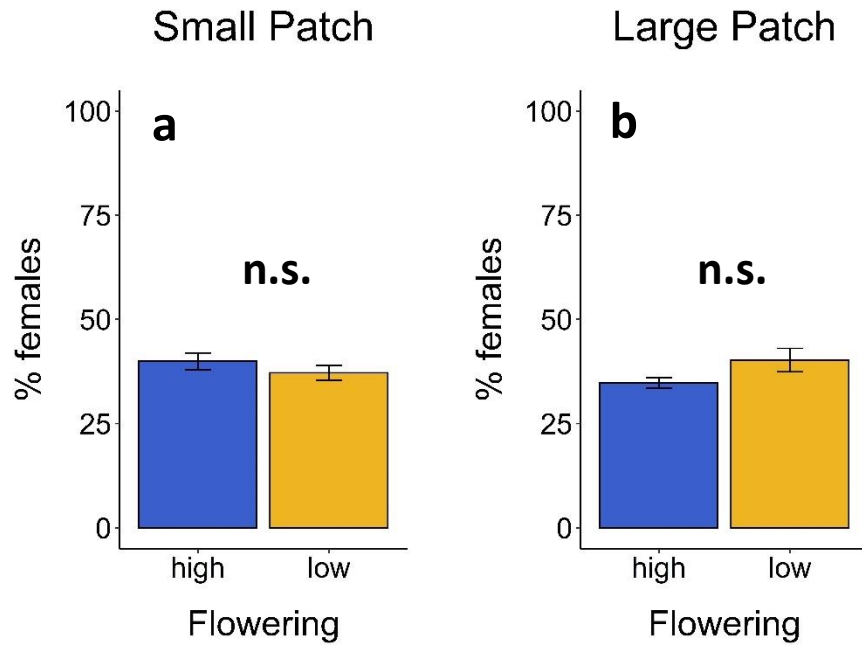 Small Patch
a
n.s.
% females
100
75
50
25
0
high low
Flowering
Large Patch
b
n.s.
% females
100
75
50
25
0
high low
Flowering